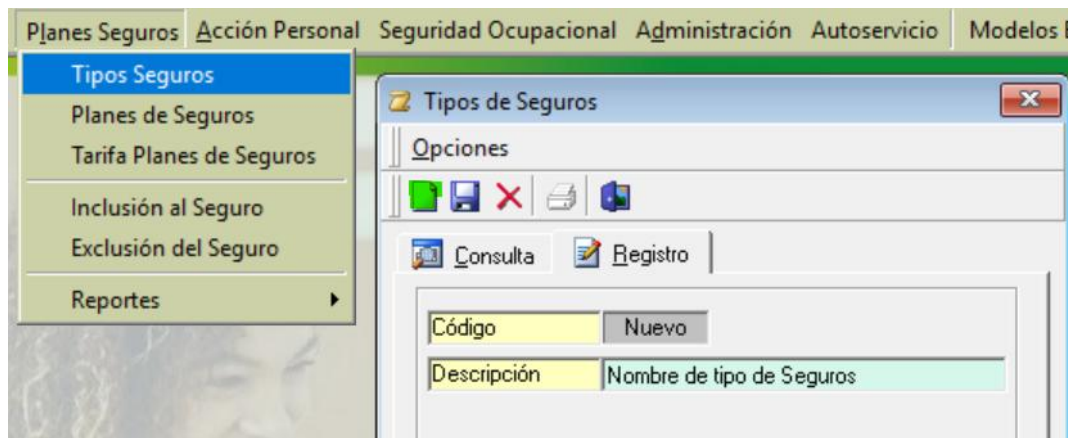 Planes Seguros Acción Personal Seguridad Ocupacional Administración Autoservicio Modelos
Tipos Seguros
Planes de Seguros
Tarifa Planes de Seguros
Inclusión al Seguro
Exclusión del Seguro
Reportes
Tipos de Seguros
Opciones
Consulta Registro
Código Nuevo
Descripción Nombre de tipo de Seguros